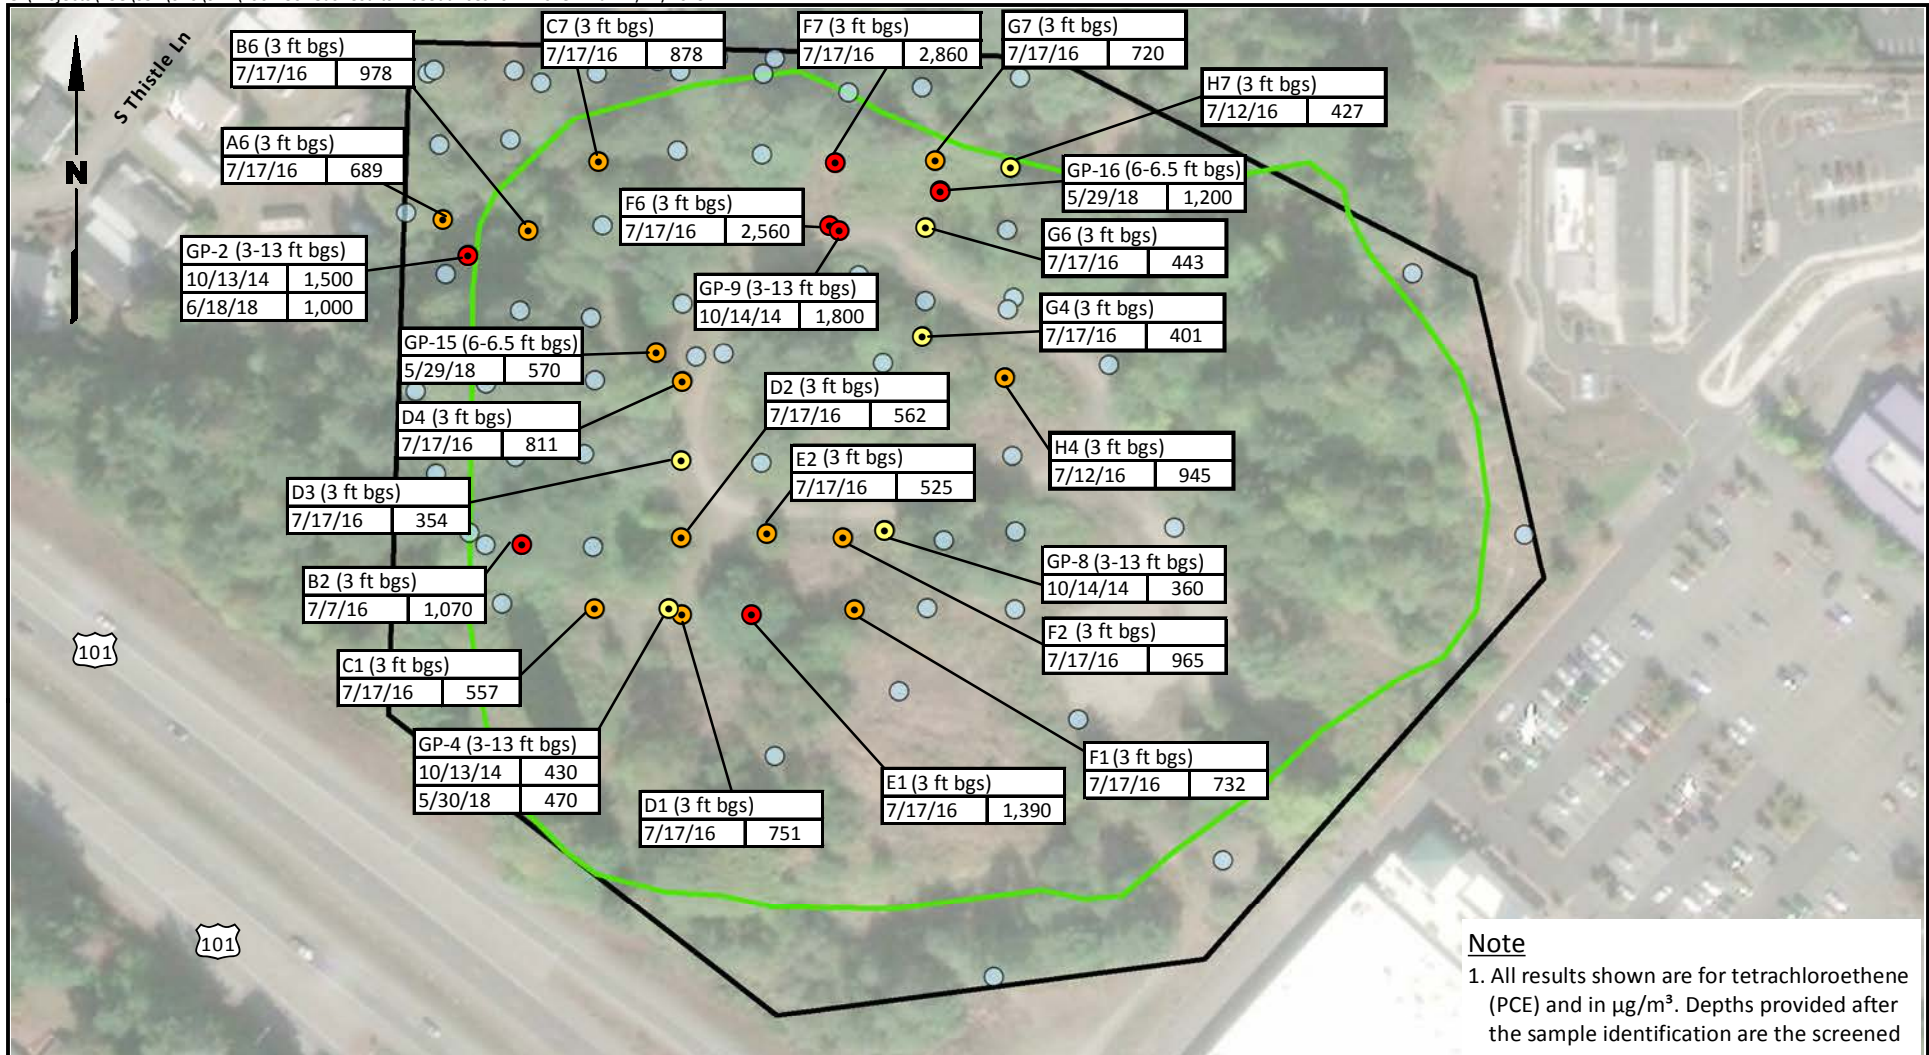 B6 (3 ft bgs)
7/17/16 978
C7 (3 ft bgs)
7/17/16 878
F7 (3 ft bgs)
7/17/16 2,860
G7 (3 ft bgs)
7/17/16 720
H7 (3 ft bgs)
7/12/16 427
S Thistle Ln
N
A6 (3 ft bgs)
7/17/16 689
GP-16 (6-6.5 ft bgs)
5/29/18 1,200
F6 (3 ft bgs)
7/17/16 2,560
G6 (3 ft bgs)
7/17/16 443
GP-2 (3-13 ft bgs)
10/13/14 1,500
6/18/18 1,000
GP-9 (3-13 ft bgs)
10/14/14 1,800
G4 (3 ft bgs)
7/17/16 401
GP-15 (6-6.5 ft bgs)
5/29/18 570
D2 (3 ft bgs)
7/17/16 562
D4 (3 ft bgs)
7/17/16 811
H4 (3 ft bgs)
7/12/16 945
E2 (3 ft bgs)
7/17/16 525
D3 (3 ft bgs)
7/17/16 354
GP-8 (3-13 ft bgs)
10/14/14 360
B2 (3 ft bgs)
7/7/16 1,070
F2 (3 ft bgs)
7/17/16 965
101
C1 (3 ft bgs)
7/17/16 557
GP-4 (3-13 ft bgs)
10/13/14 430
5/30/18 470
F1 (3 ft bgs)
7/17/16 732
E1 (3 ft bgs)
7/17/16 1,390
D1 (3 ft bgs)
7/17/16 751
101
Note
1. All results shown are for tetrachloroethene
(PCE) and in µg/m³. Depths provided after
the sample identification are the screened